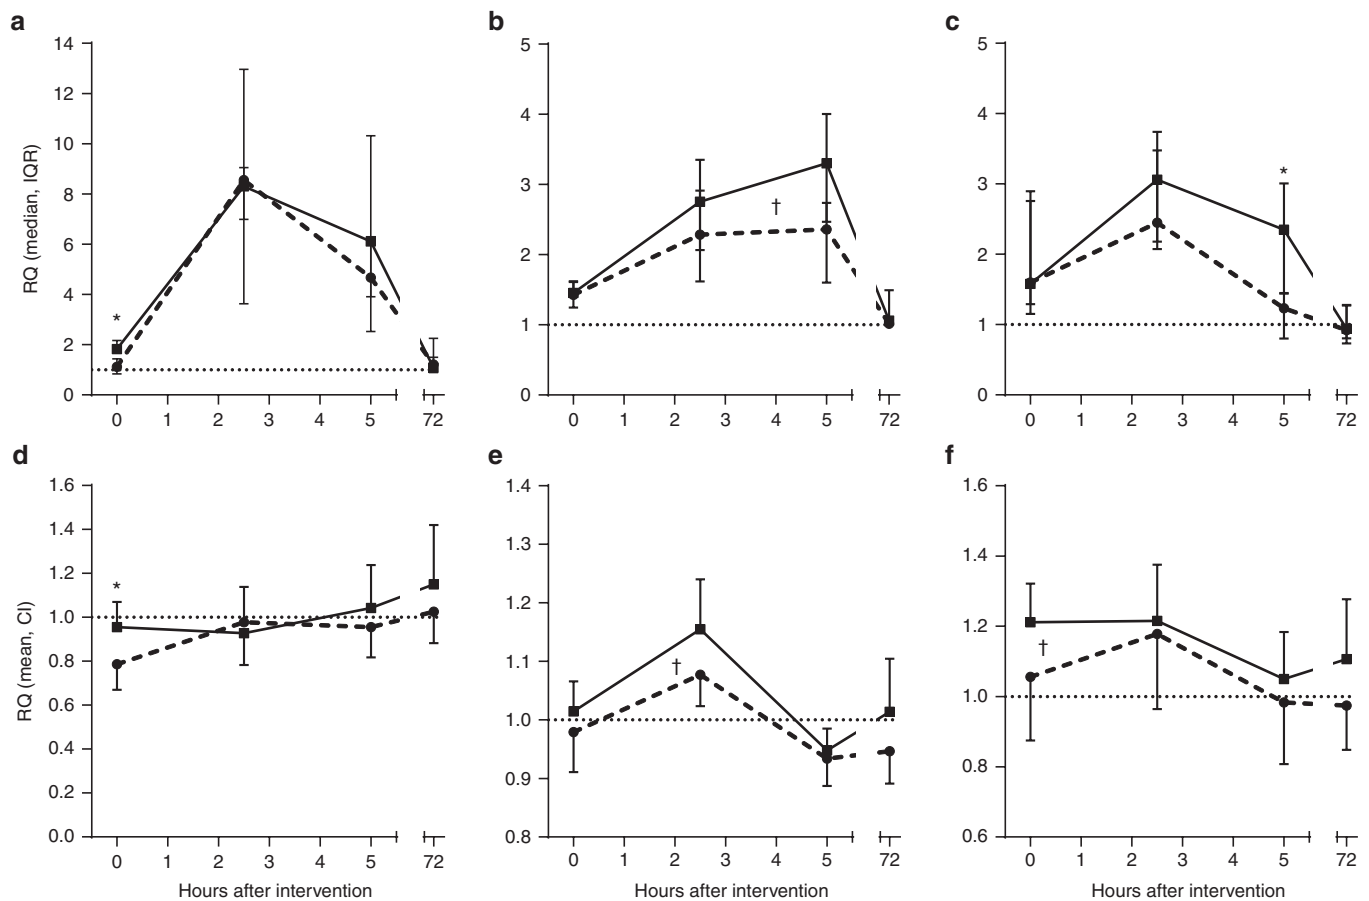 a
b
c
RQ (median, IQR)
14
12
10
8
6
4
2
0
*
0 1 2 3 4 5 72
5
4
3
2
1
0
†
0 1 2 3 4 5 72
5
4
3
2
1
0
*
0 1 2 3 4 5 72
d
e
f
RQ (mean, CI)
1.6
1.4
1.2
1.0
0.8
0.6
0.4
0.2
0.0
*
0 1 2 3 4 5 72
Hours after intervention
1.4
1.3
1.2
1.1
1.0
0.9
0.8
†
0 1 2 3 4 5 72
Hours after intervention
1.6
1.4
1.2
1.0
0.8
0.6
†
0 1 2 3 4 5 72
Hours after intervention